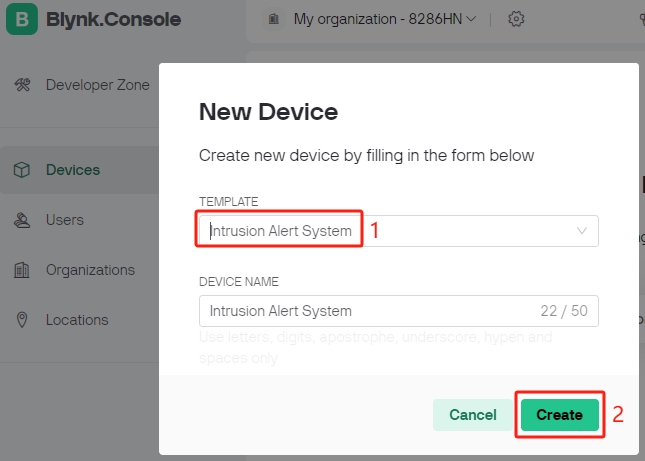 B Blynk.Console
My organization - 8286HN
Developer Zone
Devices
Users
Organizations
Locations
New Device
Create new device by filling in the form below
TEMPLATE
Intrusion Alert System 1
DEVICE NAME
Intrusion Alert System 22 / 50
Use letters, digits, apostrophe, underscore, hypen and
spaces only
Cancel Create 2